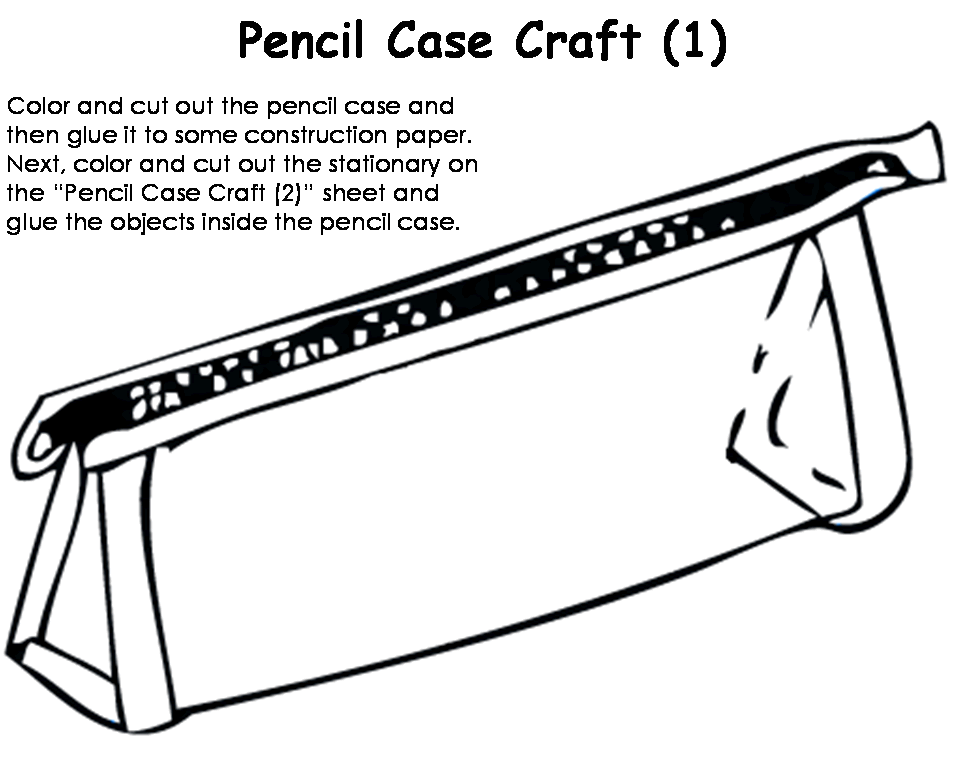 Pencil Case Craft (1)
Color and cut out the pencil case and
then glue it to some construction paper.
Next, color and cut out the stationary on
the "Pencil Case Craft (2)" sheet and
glue the objects inside the pencil case.